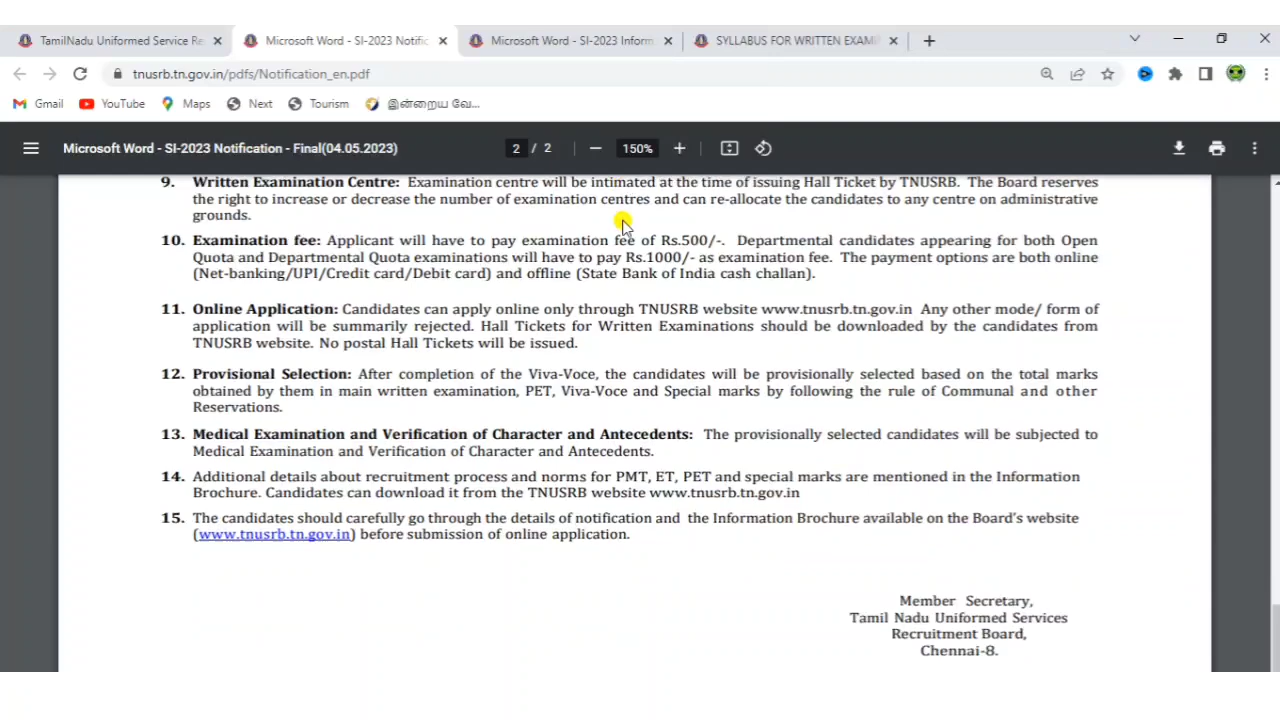 TamilNadu Uniformed Service Re
Microsoft Word - SI-2023 Notific
Microsoft Word - SI-2023 Inform
SYLLABUS FOR WRITTEN EXAMI
tnusrb.tn.gov.in/pdfs/Notification_en.pdf
Gmail YouTube Maps Next Tourism இன்றைய வே...
Microsoft Word - SI-2023 Notification - Final(04.05.2023) 2 / 2 150%
9. Written Examination Centre: Examination centre will be intimated at the time of issuing Hall Ticket by TNUSRB. The Board reserves
the right to increase or decrease the number of examination centres and can re-allocate the candidates to any centre on administrative
grounds.
10. Examination fee: Applicant will have to pay examination fee of Rs.500/-. Departmental candidates appearing for both Open
Quota and Departmental Quota examinations will have to pay Rs.1000/- as examination fee. The payment options are both online
(Net-banking/UPI/Credit card/Debit card) and offline (State Bank of India cash challan).
11. Online Application: Candidates can apply online only through TNUSRB website www.tnusrb.tn.gov.in Any other mode/ form of
application will be summarily rejected. Hall Tickets for Written Examinations should be downloaded by the candidates from
TNUSRB website. No postal Hall Tickets will be issued.
12. Provisional Selection: After completion of the Viva-Voce, the candidates will be provisionally selected based on the total marks
obtained by them in main written examination, PET, Viva-Voce and Special marks by following the rule of Communal and other
Reservations.
13. Medical Examination and Verification of Character and Antecedents: The provisionally selected candidates will be subjected to
Medical Examination and Verification of Character and Antecedents.
14. Additional details about recruitment process and norms for PMT, ET, PET and special marks are mentioned in the Information
Brochure. Candidates can download it from the TNUSRB website www.tnusrb.tn.gov.in
15. The candidates should carefully go through the details of notification and the Information Brochure available on the Board's website
(www.tnusrb.tn.gov.in) before submission of online application.
Member Secretary,
Tamil Nadu Uniformed Services
Recruitment Board,
Chennai-8.